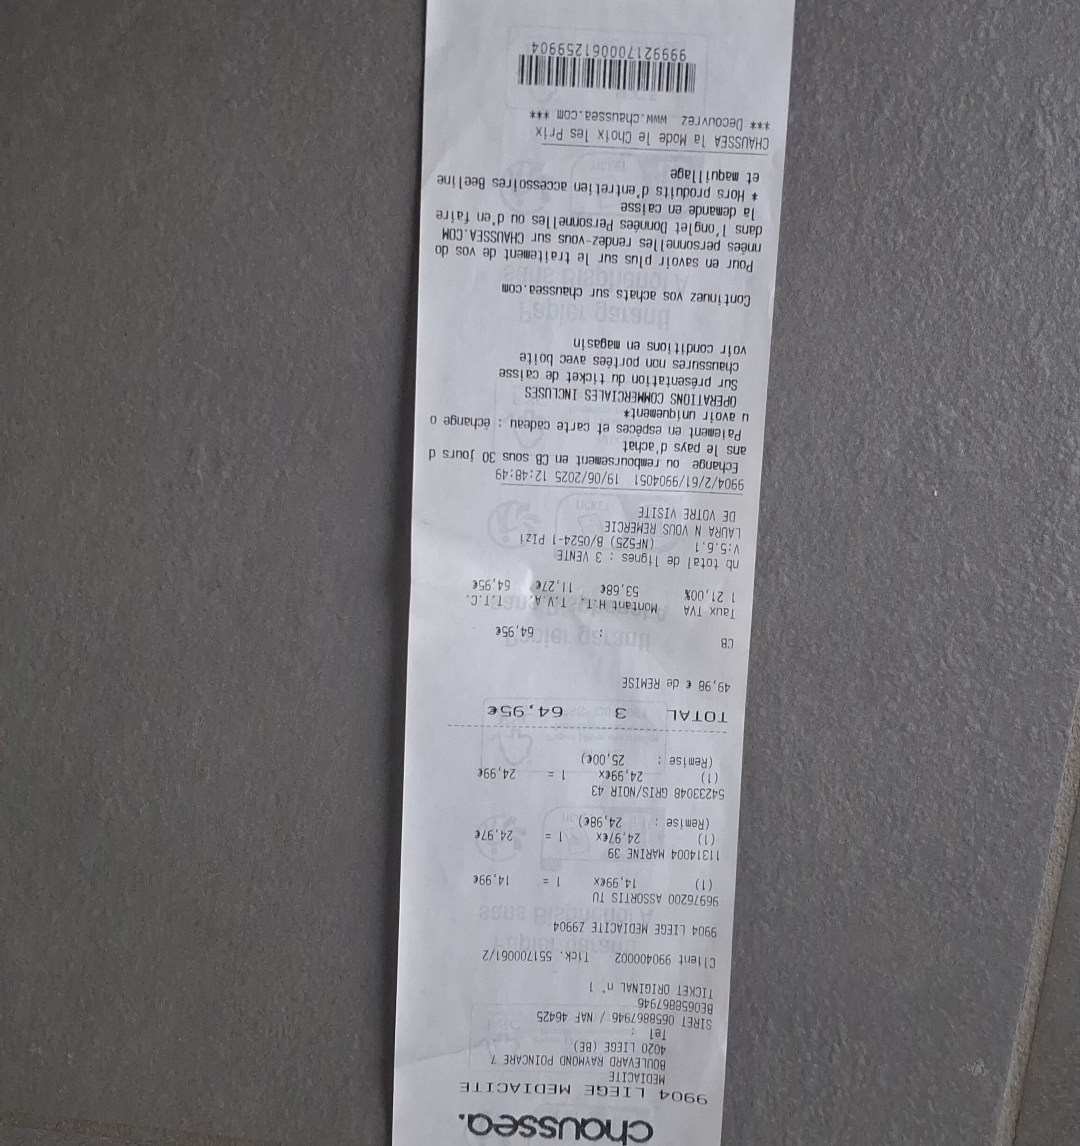 chaussea.
9904 LIEGE MEDIACITE
MEDIACITE
BOULEVARD RAYMOND POINCARE 7
4020 LIEGE (BE)
Tel :
SIRET 0658867946 / NAF 46425
BE0658867946
TICKET ORIGINAL n° 1
Client 990400002 Tick. 551700061/2
9904 LIEGE MEDIACITE Z9904
96976200 ASSORTIS TU
(1) 14,99€x 1 = 14,99€
11314004 MARINE 39
(1) 24,97€x 1 = 24,97€
(Remise : 24,98€)
54233048 GRIS/NOIR 43
(1) 24,99€x 1 = 24,99€
(Remise : 25,00€)
TOTAL 3 64,95€
49,98 € de REMISE
CB : 64,95€
Taux TVA Montant H.T. T.V.A. T.T.C.
1 21,00% 53,68€ 11,27€ 64,95€
nb total de lignes : 3 VENTE
V:5.6.1 (NF525) B/0524-1 PIzi
LAURA N VOUS REMERCIE
DE VOTRE VISITE
9904/2/61/9904051 19/06/2025 12:48:49
Echange ou remboursement en CB sous 30 jours d
ans le pays d'achat
Paiement en espèces et carte cadeau : échange o
u avoir uniquement*
OPERATIONS COMMERCIALES INCLUSES
Sur présentation du ticket de caisse
chaussures non portées avec boite
voir conditions en magasin
Continuez vos achats sur chaussea.com
Pour en savoir plus sur le traitement de vos do
nnées personnelles rendez-vous sur CHAUSSEA.COM
dans l'onglet Données Personnelles ou d'en faire
la demande en caisse
* Hors produits d'entretien accessoires Beeline
et maquillage
CHAUSSEA la Mode le Choix les Prix
*** Decouvrez www.chaussea.com ***
999921700061259904